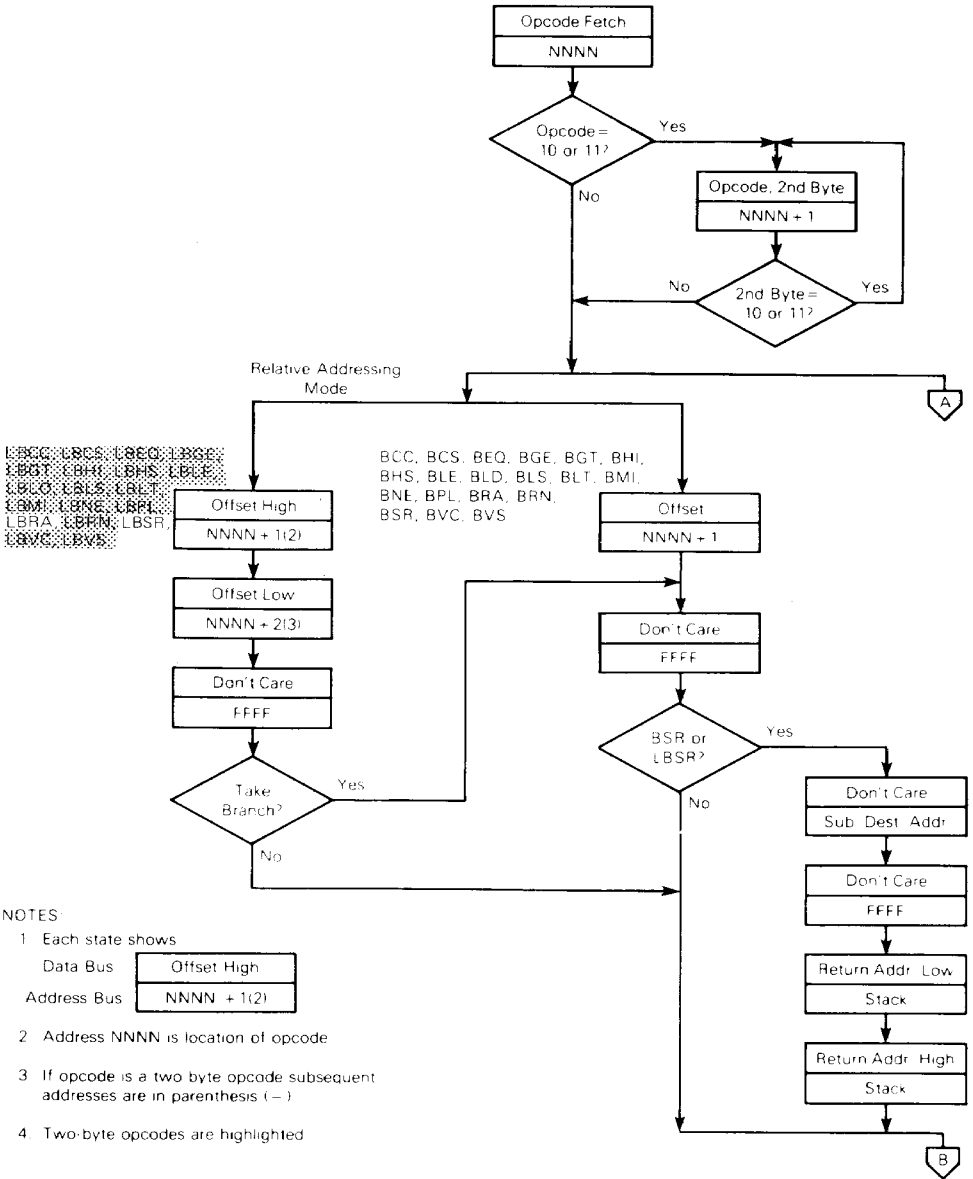 Opcode Fetch
NNNN
Opcode =
10 or 11?
Yes
No
Opcode, 2nd Byte
NNNN + 1
2nd Byte =
10 or 11?
No
Yes
A
Relative Addressing
Mode
LBCC, LBCS, LBEQ, LBGE,
LBGT, LBHI, LBHS, LBLE,
LBLO, LBLS, LBLT,
LBMI, LBNE, LBPL,
LBRA, LBRN, LBSR,
LBVC, LBVS
Offset High
NNNN + 1(2)
Offset Low
NNNN + 2(3)
Don't Care
FFFF
Take
Branch?
Yes
No
BCC, BCS, BEQ, BGE, BGT, BHI,
BHS, BLE, BLD, BLS, BLT, BMI,
BNE, BPL, BRA, BRN,
BSR, BVC, BVS
Offset
NNNN + 1
Don't Care
FFFF
BSR or
LBSR?
Yes
No
Don't Care
Sub Dest Addr
Don't Care
FFFF
Return Addr Low
Stack
Return Addr High
Stack
B
NOTES:
1 Each state shows
Data Bus
Offset High
Address Bus
NNNN + 1(2)
2 Address NNNN is location of opcode
3 If opcode is a two byte opcode subsequent
addresses are in parenthesis (–)
4. Two-byte opcodes are highlighted